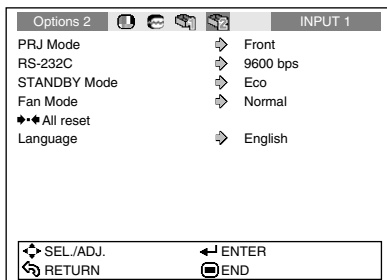 Options 2 INPUT 1
PRJ Mode Front
RS-232C 9600 bps
STANDBY Mode Eco
Fan Mode Normal
All reset
Language English
SEL./ADJ. ENTER
RETURN END